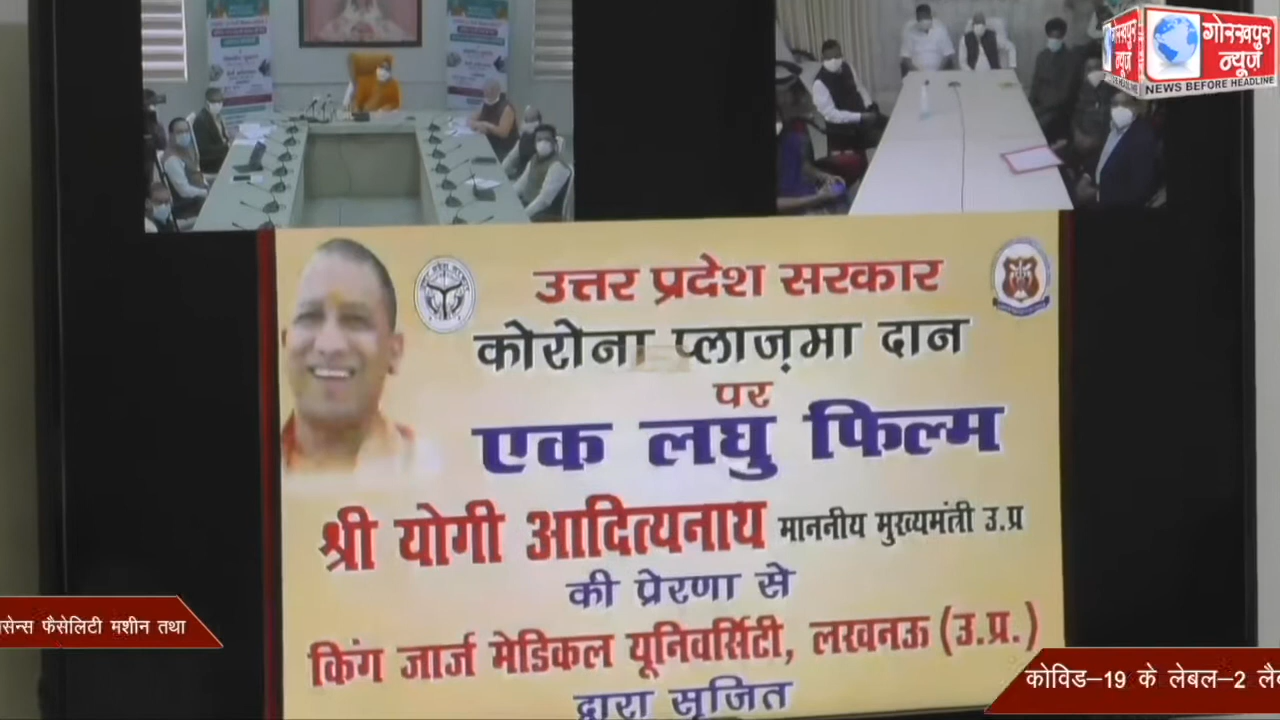 गोरखपुर
न्यूज़
NEWS BEFORE HEADLINE
उत्तर प्रदेश सरकार
कोरोना प्लाज़मा दान
पर
एक लघु फिल्म
श्री योगी आदित्यनाथ माननीय मुख्यमंत्री उ.प्र
की प्रेरणा से
किंग जार्ज मेडिकल यूनिवर्सिटी, लखनऊ (उ.प्र.)
द्वारा सृजित
सेन्स फैसेलिटी मशीन तथा
कोविड–19 के लेबल–2 लै